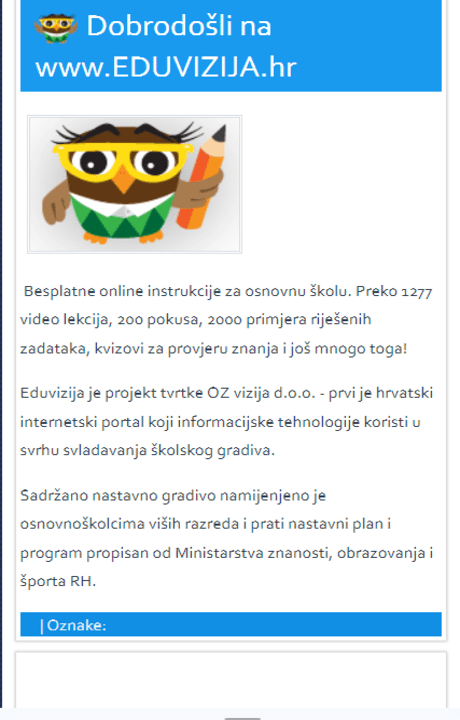 Dobrodošli na
www.EDUVIZIJA.hr
Besplatne online instrukcije za osnovnu školu. Preko 1277
video lekcija, 200 pokusa, 2000 primjera riješenih
zadataka, kvizovi za provjeru znanja i još mnogo toga!
Eduvizija je projekt tvrtke OZ vizija d.o.o. - prvi je hrvatski
internetski portal koji informacijske tehnologije koristi u
svrhu svladavanja školskog gradiva.
Sadržano nastavno gradivo namijenjeno je
osnovnoškolcima viših razreda i prati nastavni plan i
program propisan od Ministarstva znanosti, obrazovanja i
športa RH.
| Oznake: